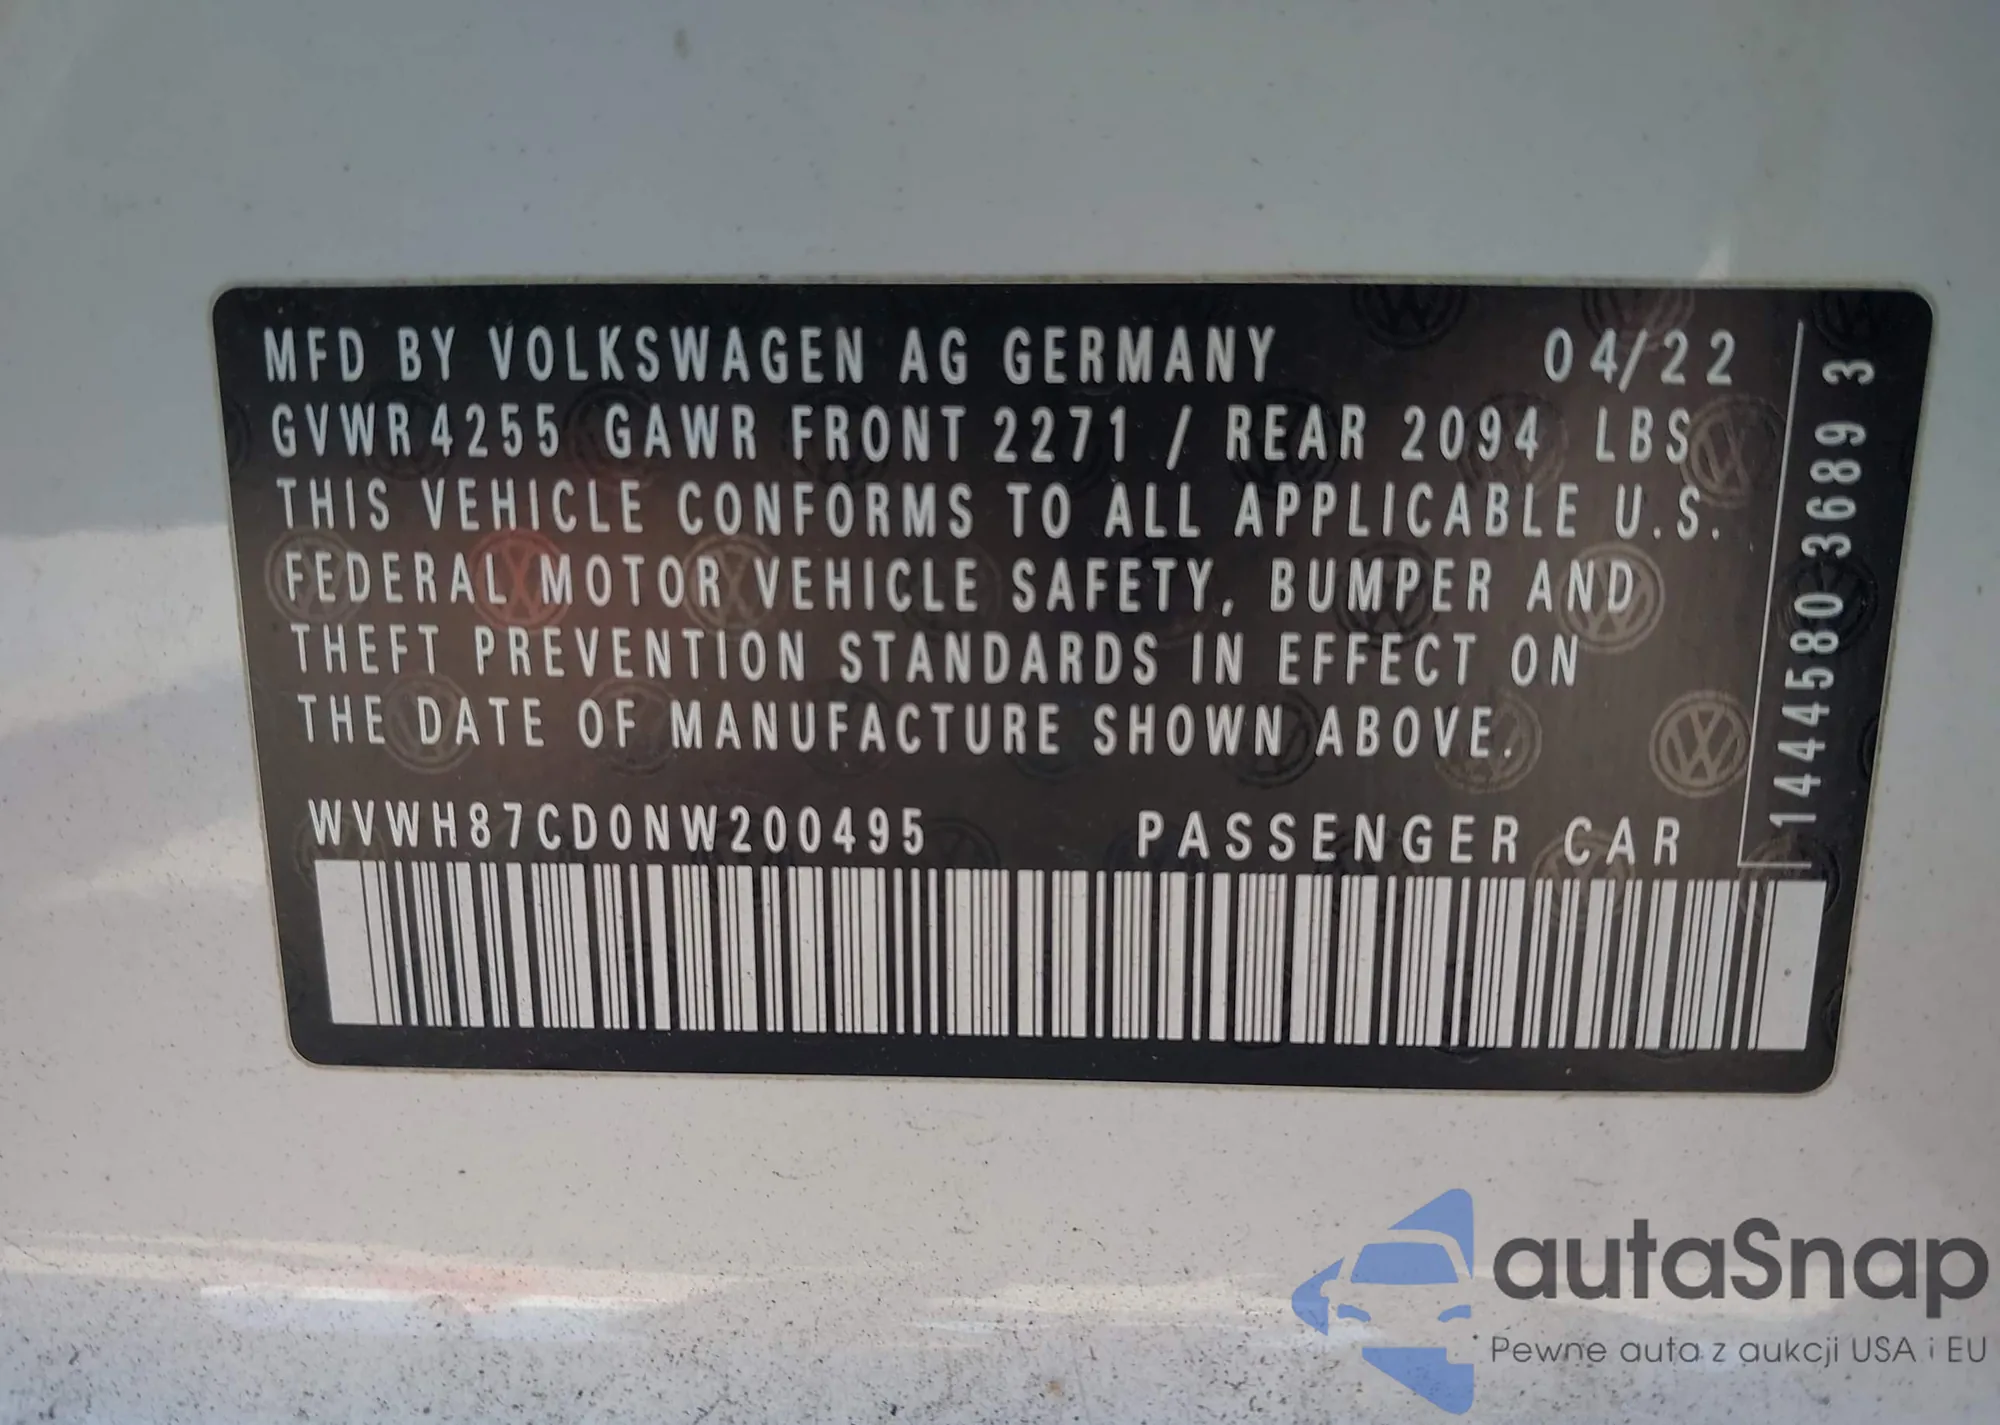 MFD BY VOLKSWAGEN AG GERMANY 04/22
GVWR 4255 GAWR FRONT 2271 / REAR 2094 LBS
THIS VEHICLE CONFORMS TO ALL APPLICABLE U.S.
FEDERAL MOTOR VEHICLE SAFETY, BUMPER AND
THEFT PREVENTION STANDARDS IN EFFECT ON
THE DATE OF MANUFACTURE SHOWN ABOVE.
WVWH87CD0NW200495 PASSENGER CAR
1444580 3689 3
autaSnap
Pewne auta z aukcji USA i EU